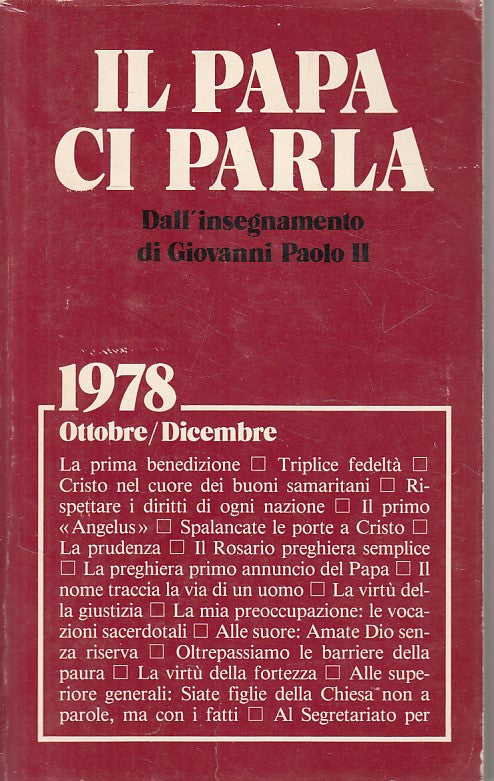 IL PAPA
CI PARLA
Dall'insegnamento
di Giovanni Paolo II
1978
Ottobre/Dicembre
La prima benedizione □ Triplice fedeltà □
Cristo nel cuore dei buoni samaritani □ Ri-
spettare i diritti di ogni nazione □ Il primo
«Angelus» □ Spalancate le porte a Cristo □
La prudenza □ Il Rosario preghiera semplice
□ La preghiera primo annuncio del Papa □ Il
nome traccia la via di un uomo □ La virtù del-
la giustizia □ La mia preoccupazione: le voca-
zioni sacerdotali □ Alle suore: Amate Dio sen-
za riserva □ Oltrepassiamo le barriere della
paura □ La virtù della fortezza □ Alle supe-
riore generali: Siate figlie della Chiesa non a
parole, ma con i fatti □ Al Segretariato per